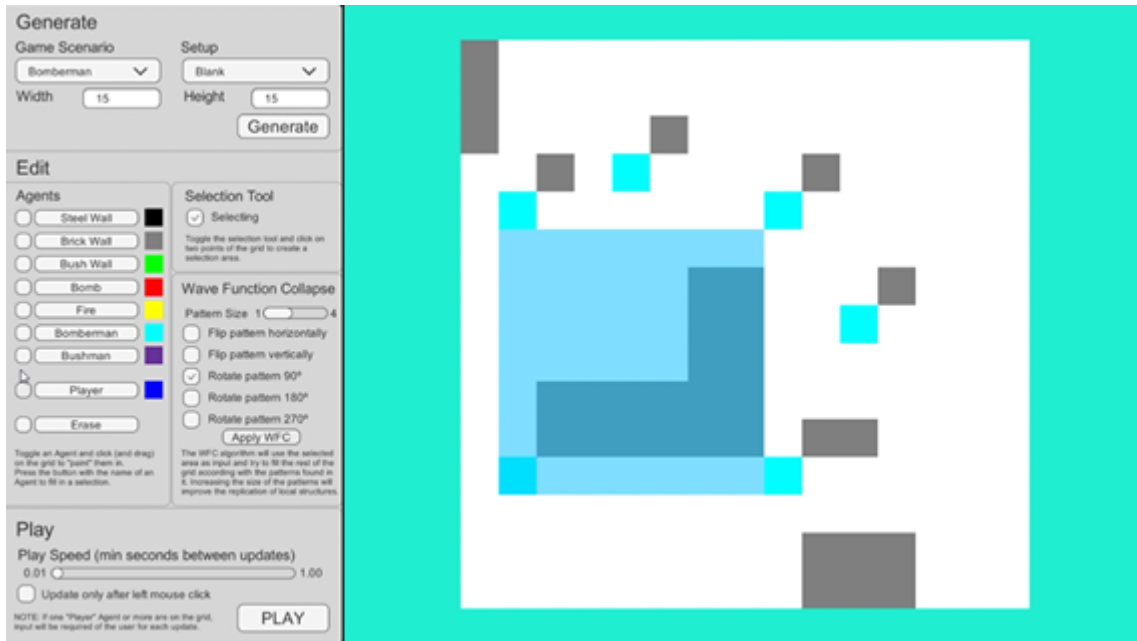 Generate
Game Scenario
Setup
Bomberman
Blank
Width
15
Height
15
Generate
Edit
Agents
Steel Wall
Brick Wall
Bush Wall
Bomb
Fire
Bomberman
Bushman
Player
Erase
Toggle an Agent and click (and drag)
on the grid to "paint" them in.
Press the button with the name of an
Agent to fill in a selection.
Selection Tool
Selecting
Toggle the selection tool and click on
two points of the grid to create a
selection area.
Wave Function Collapse
Pattern Size 1 4
Flip pattern horizontally
Flip pattern vertically
Rotate pattern 90º
Rotate pattern 180º
Rotate pattern 270º
Apply WFC
The WFC algorithm will use the selected
area as input and try to fill the rest of the
grid according with the patterns found in
it. Increasing the size of the patterns will
improve the replication of local structures.
Play
Play Speed (min seconds between updates)
0.01 1.00
Update only after left mouse click
NOTE: If one "Player" Agent or more are on the grid,
input will be required of the user for each update.
PLAY